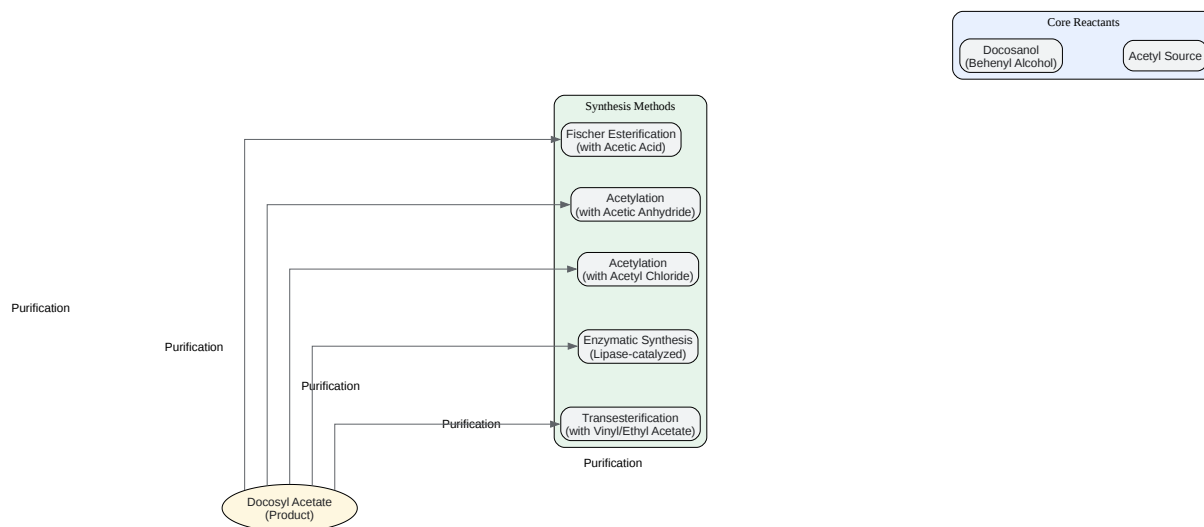 Core Reactants
Docosanol
(Behenyl Alcohol)
Acetyl Source
Synthesis Methods
Fischer Esterification
(with Acetic Acid)
Acetylation
(with Acetic Anhydride)
Acetylation
(with Acetyl Chloride)
Purification
Purification
Enzymatic Synthesis
(Lipase-catalyzed)
Purification
Purification
Transesterification
(with Vinyl/Ethyl Acetate)
Purification
Docosyl Acetate
(Product)